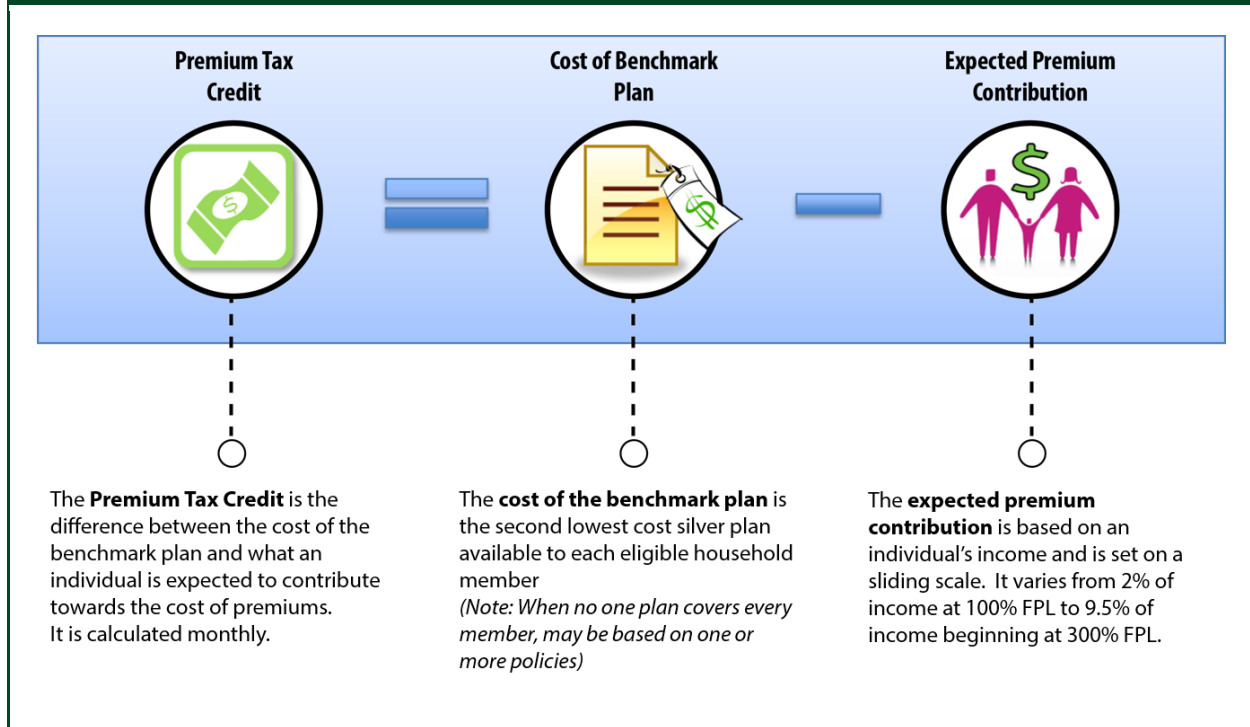 Premium Tax
Credit
Cost of Benchmark
Plan
Expected Premium
Contribution
$
$
$
The Premium Tax Credit is the
difference between the cost of the
benchmark plan and what an
individual is expected to contribute
towards the cost of premiums.
It is calculated monthly.
The cost of the benchmark plan is
the second lowest cost silver plan
available to each eligible household
member
(Note: When no one plan covers every
member, may be based on one or
more policies)
The expected premium
contribution is based on an
individual’s income and is set on a
sliding scale.  It varies from 2% of
income at 100% FPL to 9.5% of
income beginning at 300% FPL.